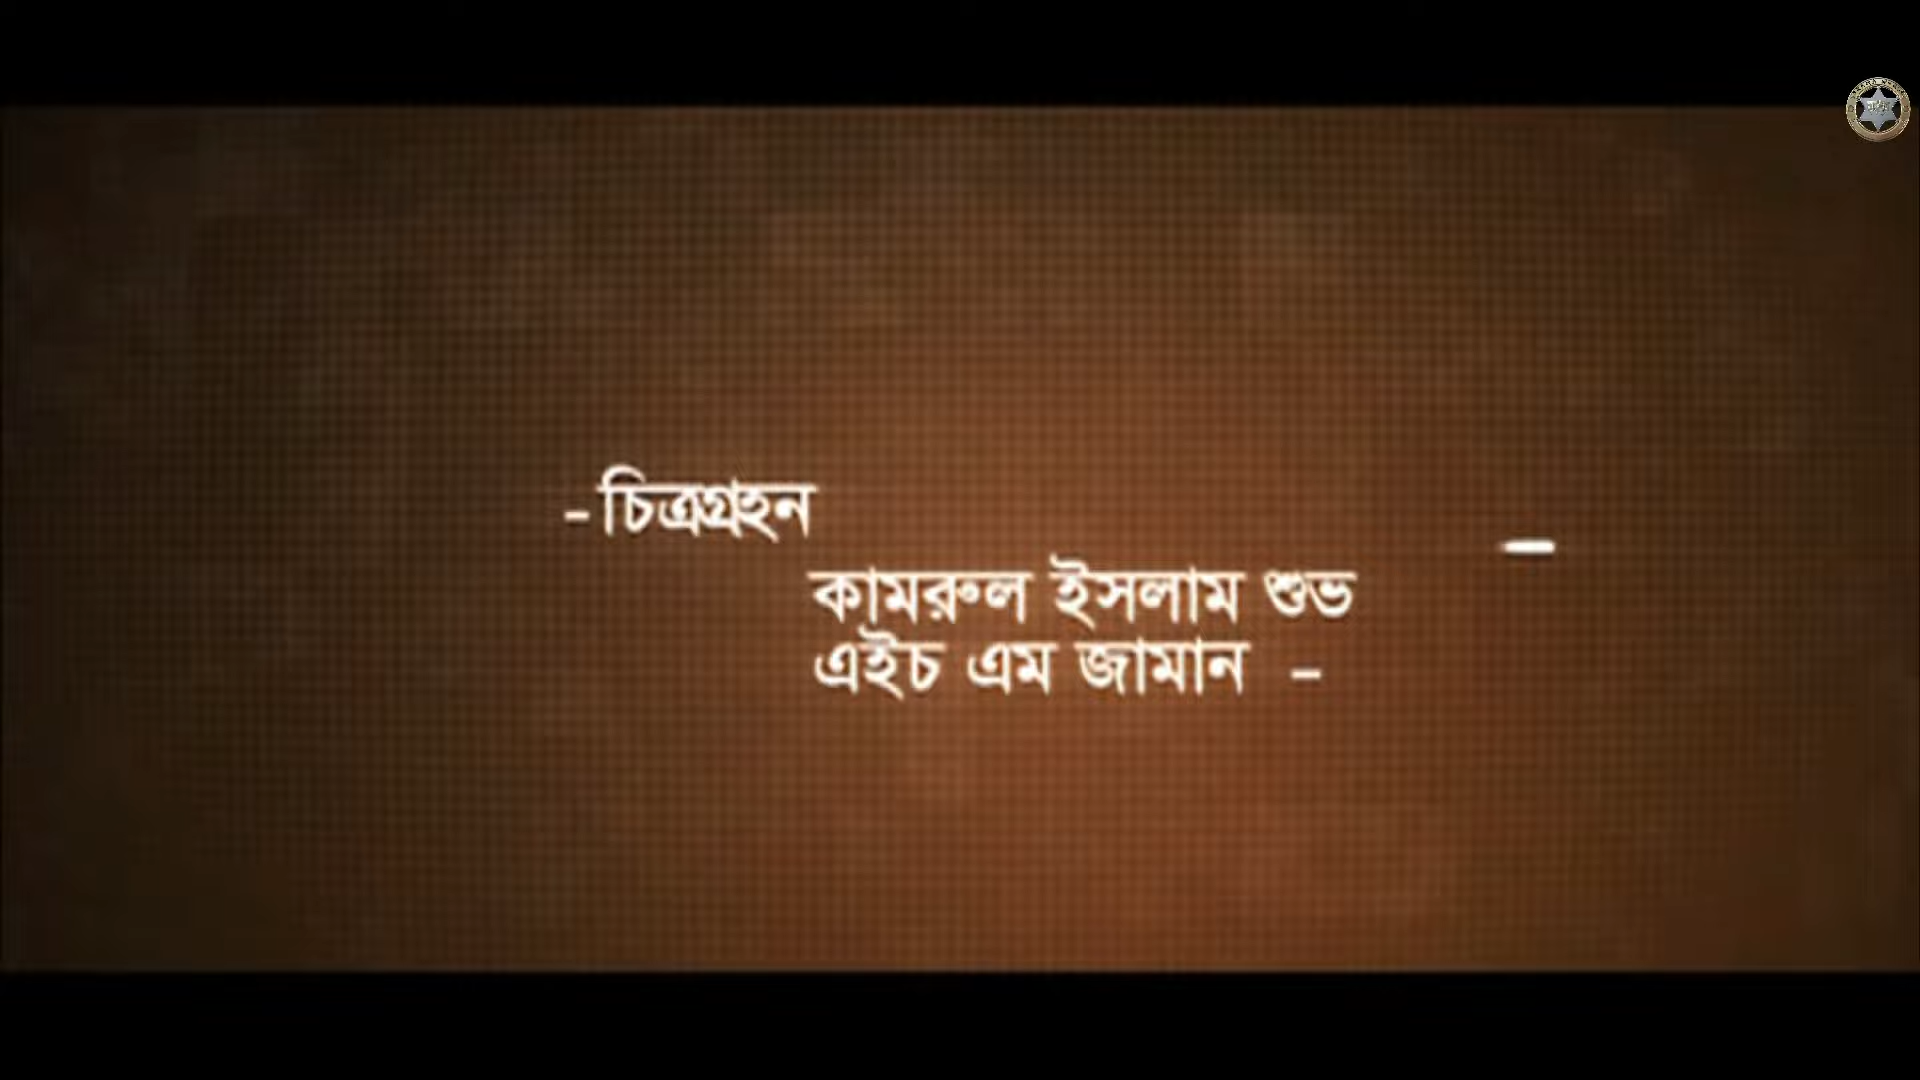 - চিত্রগ্রহন
কামরুল ইসলাম শুভ
এইচ এম জামান -